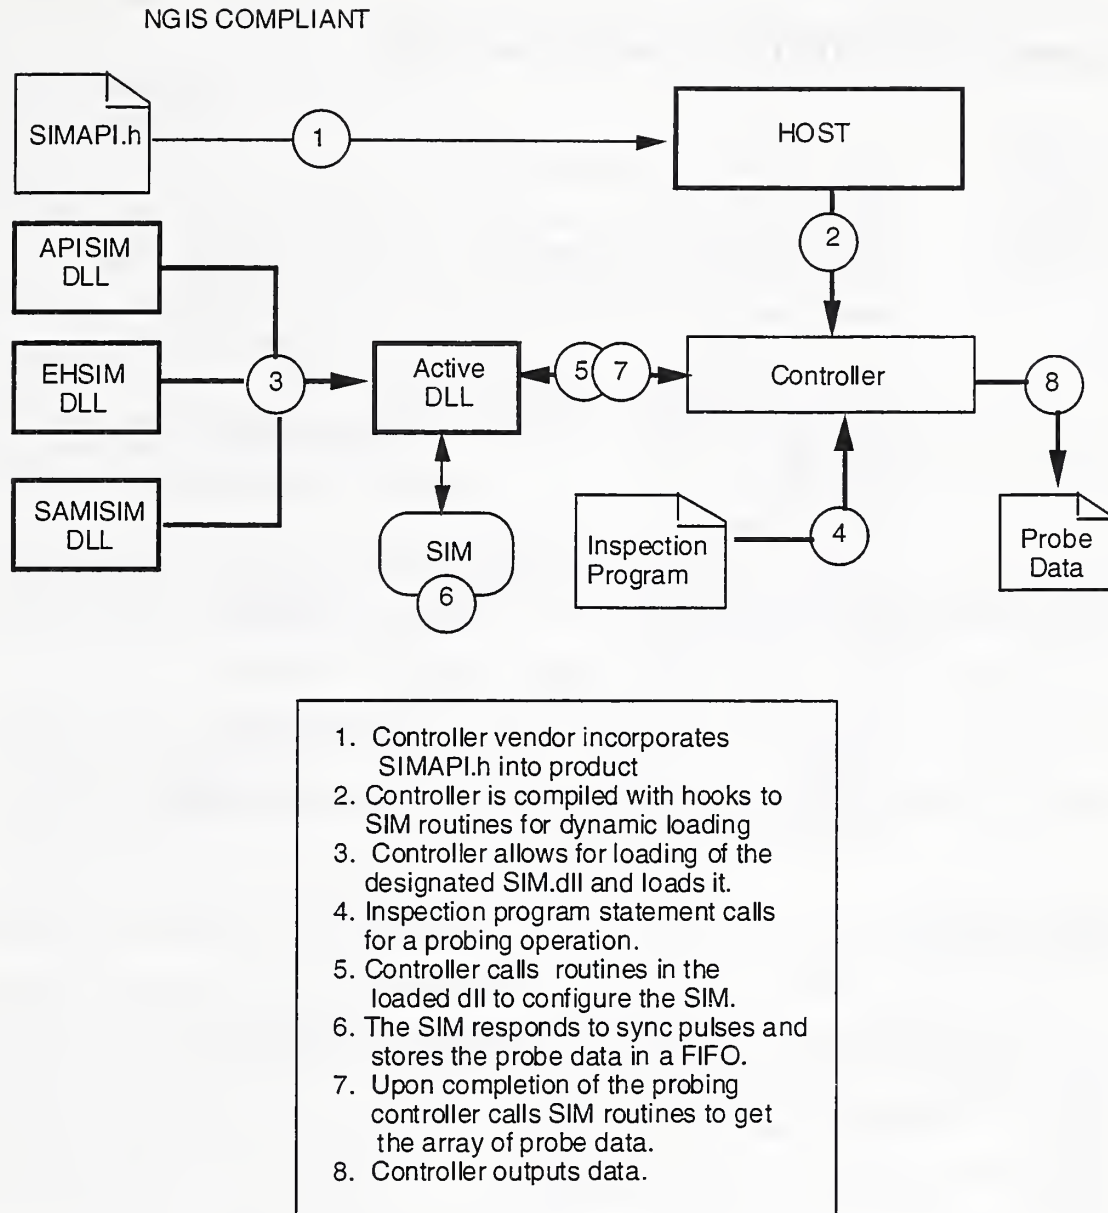 NGIS COMPLIANT
SIMAPI.h
1
HOST
2
APISIM
DLL
EHSIM
DLL
SAMISIM
DLL
3
Active
DLL
5
7
Controller
8
SIM
6
Inspection
Program
4
Probe
Data
1. Controller vendor incorporates
SIMAPI.h into product
2. Controller is compiled with hooks to
SIM routines for dynamic loading
3. Controller allows for loading of the
designated SIM.dll and loads it.
4. Inspection program statement calls
for a probing operation.
5. Controller calls routines in the
loaded dll to configure the SIM.
6. The SIM responds to sync pulses and
stores the probe data in a FIFO.
7. Upon completion of the probing
controller calls SIM routines to get
the array of probe data.
8. Controller outputs data.